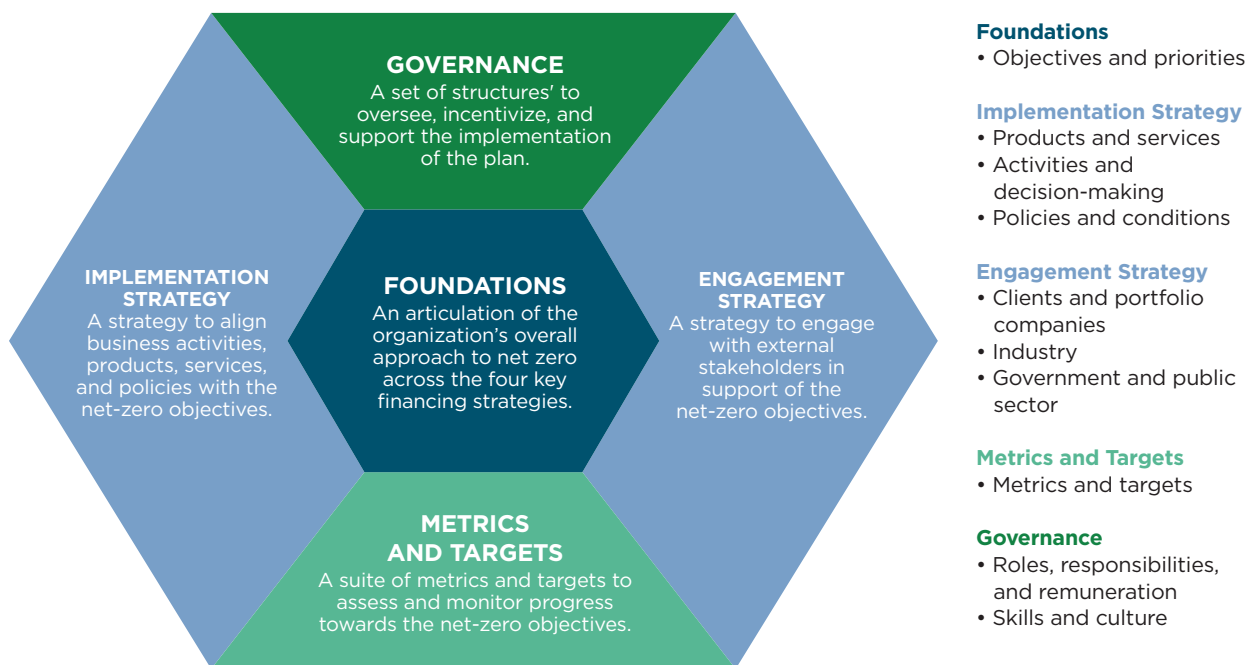 GOVERNANCE
A set of structures' to
oversee, incentivize, and
support the implementation
of the plan.
IMPLEMENTATION
STRATEGY
A strategy to align
business activities,
products, services,
and policies with the
net-zero objectives.
FOUNDATIONS
An articulation of the
organization’s overall
approach to net zero
across the four key
financing strategies.
ENGAGEMENT
STRATEGY
A strategy to engage
with external
stakeholders in
support of the
net-zero objectives.
METRICS
AND TARGETS
A suite of metrics and targets to
assess and monitor progress
towards the net-zero objectives.
Foundations
• Objectives and priorities
Implementation Strategy
• Products and services
• Activities and
decision-making
• Policies and conditions
Engagement Strategy
• Clients and portfolio
companies
• Industry
• Government and public
sector
Metrics and Targets
• Metrics and targets
Governance
• Roles, responsibilities,
and remuneration
• Skills and culture